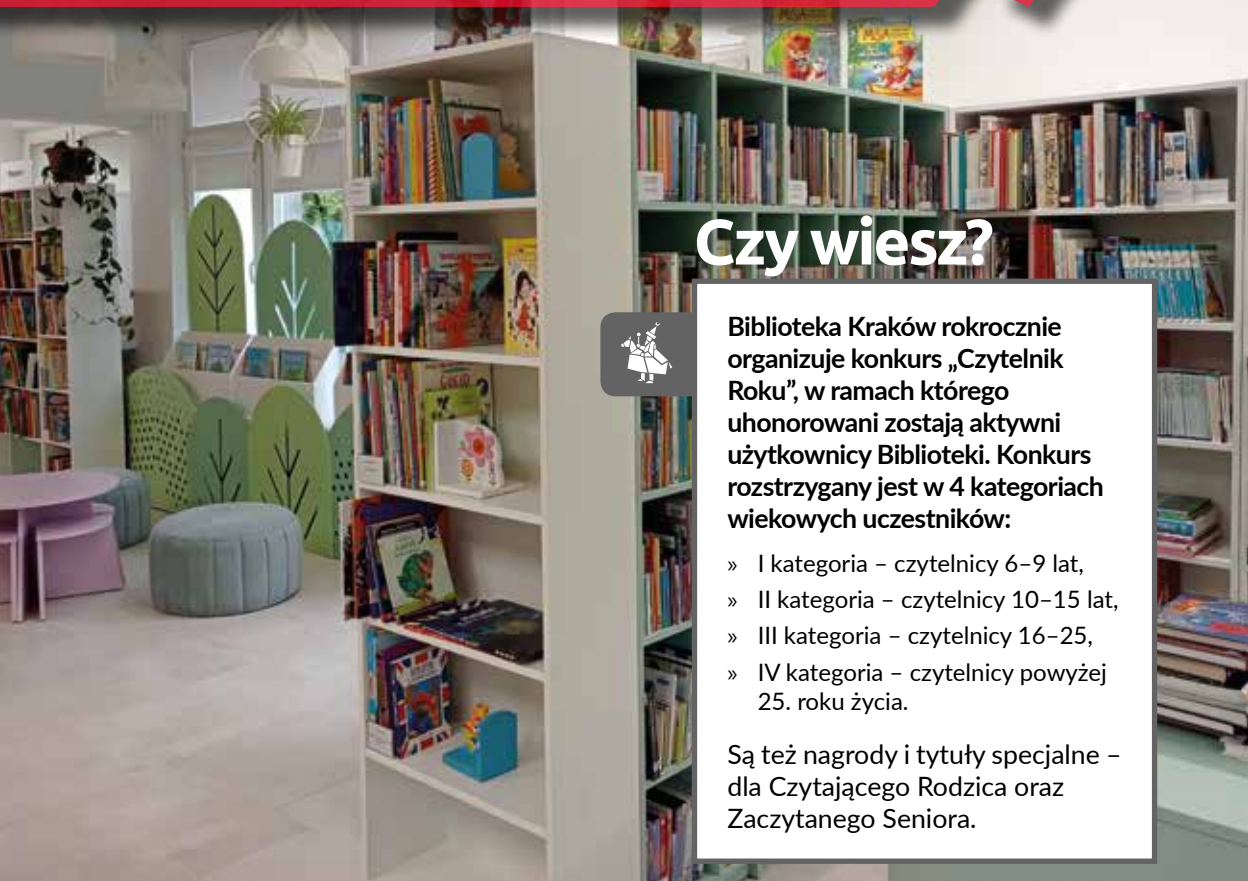 Czy wiesz?
Biblioteka Kraków rokrocznie
organizuje konkurs „Czytelnik
Roku”, w ramach którego
uhonorowani zostają aktywni
użytkownicy Biblioteki. Konkurs
rozstrzygany jest w 4 kategoriach
wiekowych uczestników:
» I kategoria – czytelnicy 6–9 lat,
» II kategoria – czytelnicy 10–15 lat,
» III kategoria – czytelnicy 16–25,
» IV kategoria – czytelnicy powyżej
25. roku życia.
Są też nagrody i tytuły specjalne –
dla Czytającego Rodzica oraz
Zaczytanego Seniora.